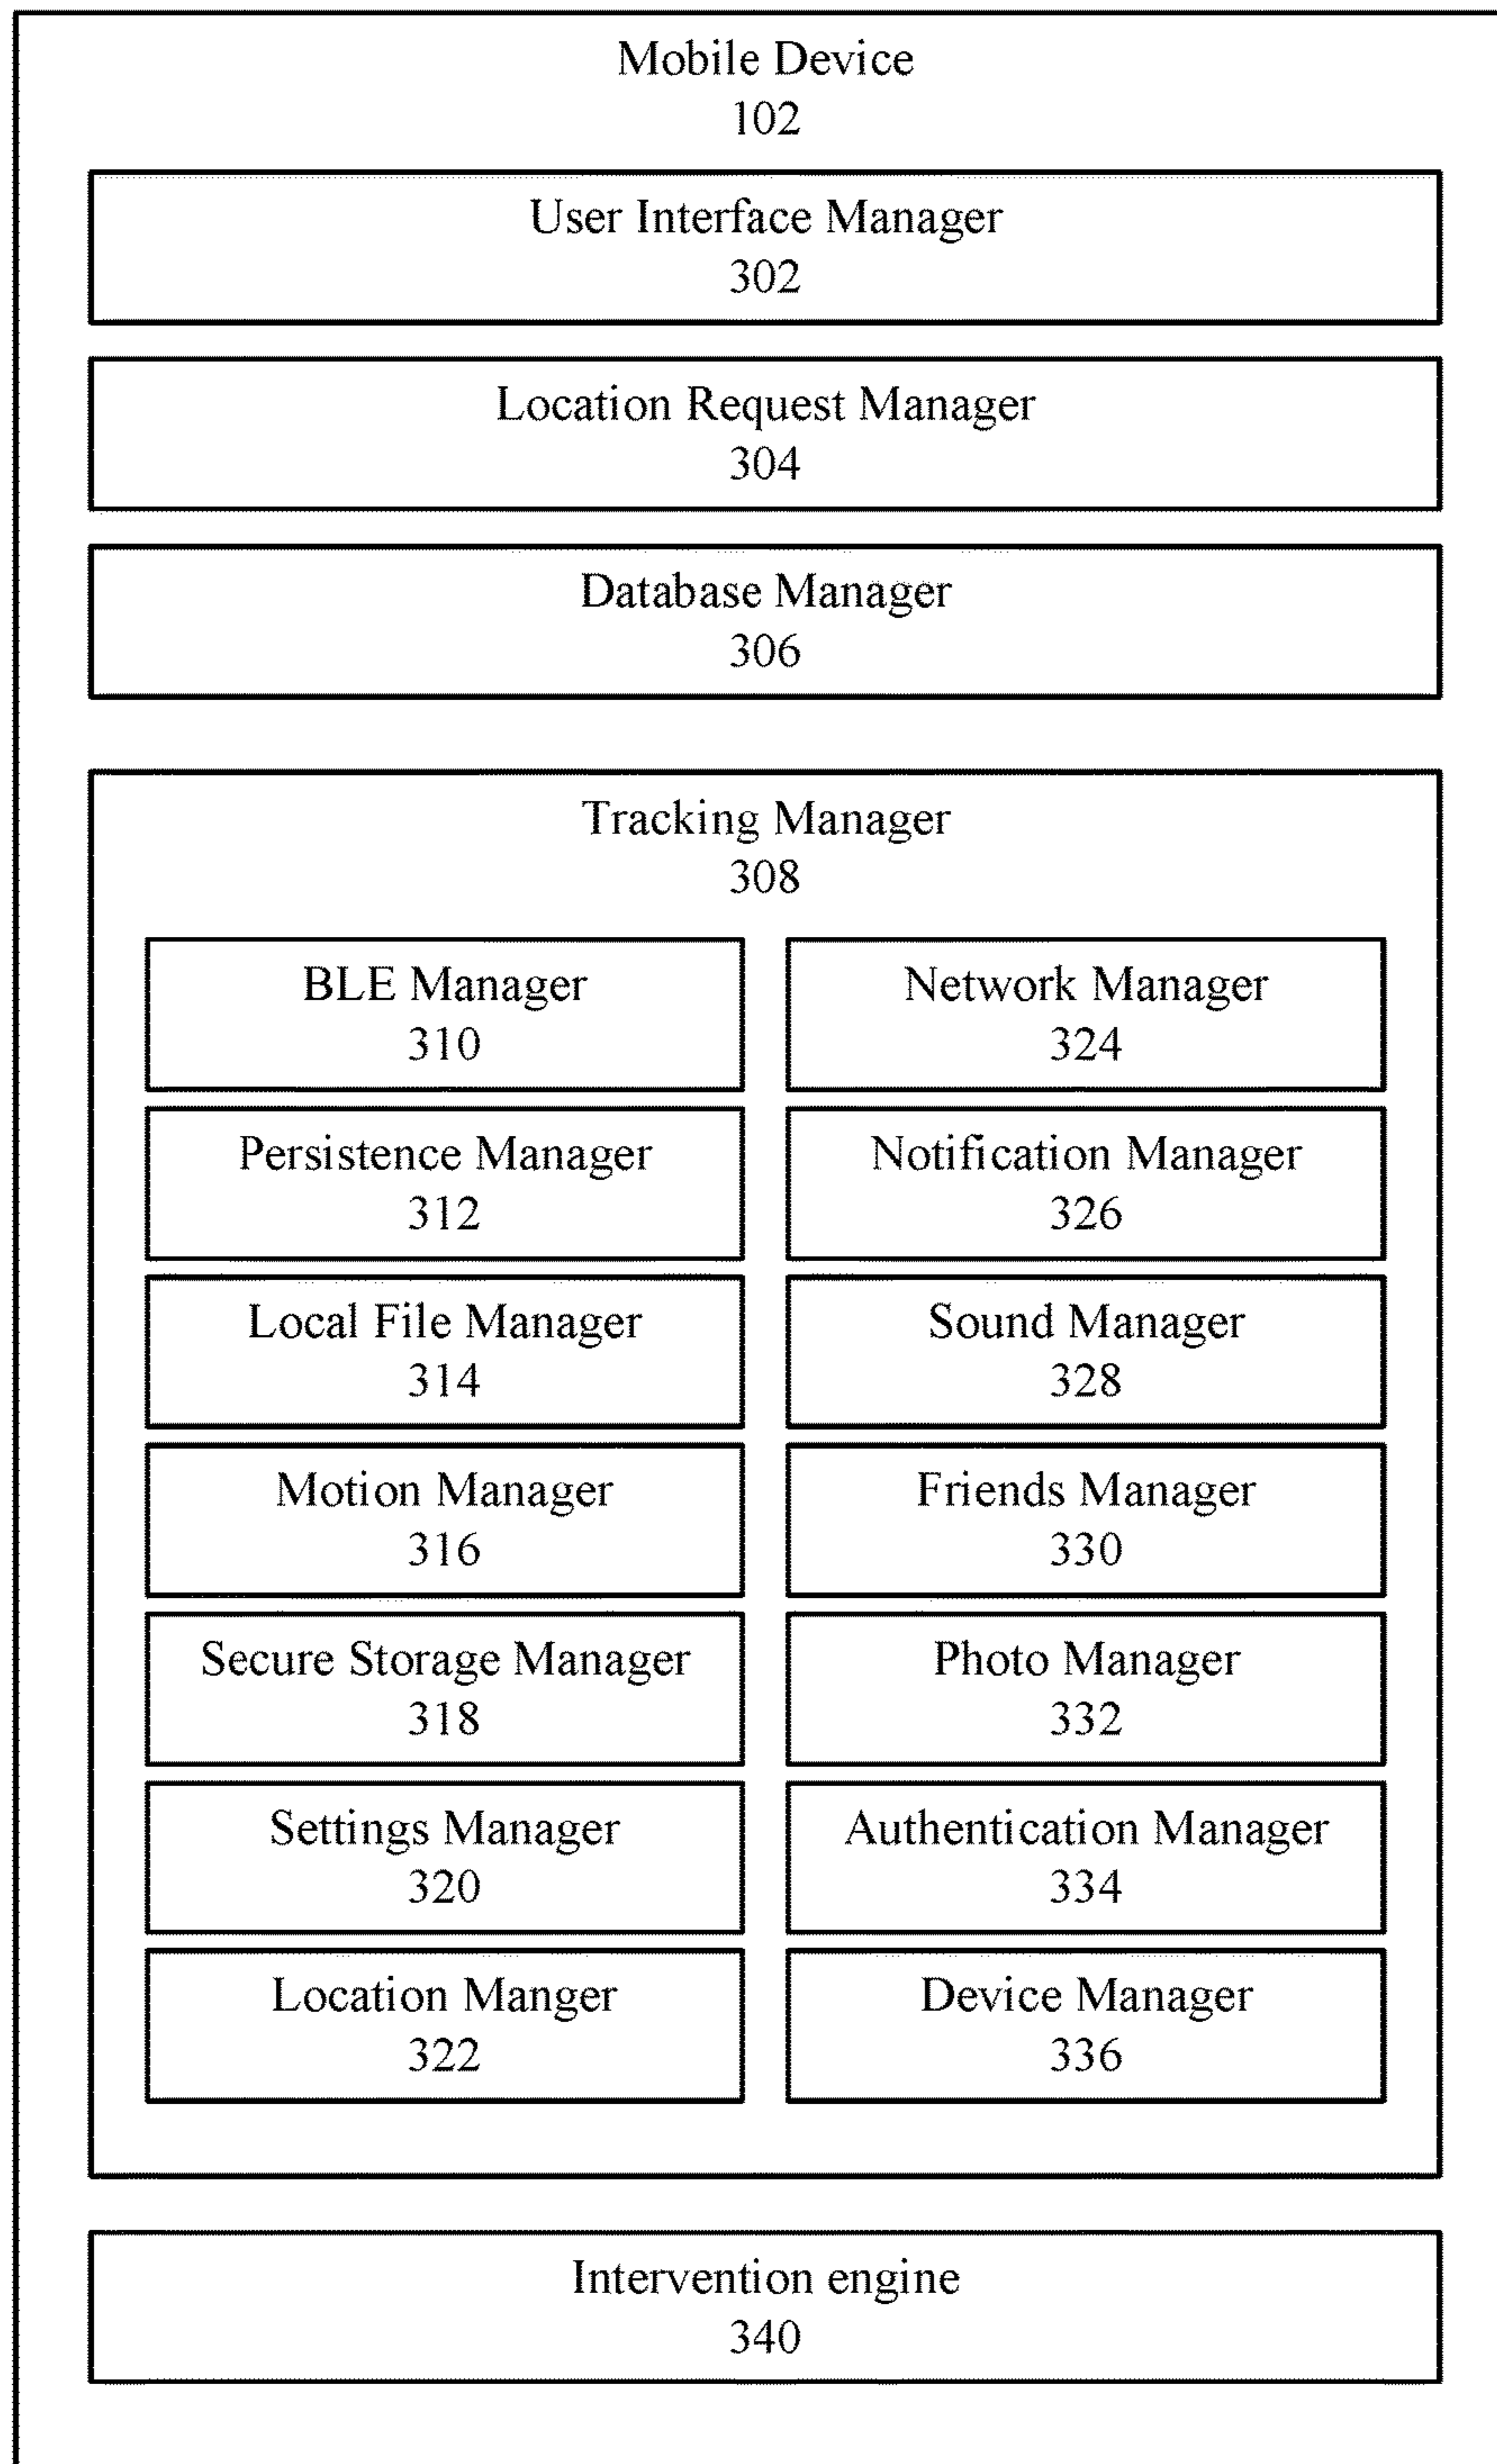 Mobile Device
102
User Interface Manager
302
Location Request Manager
304
Database Manager
306
Tracking Manager
308
BLE Manager
310
Network Manager
324
Persistence Manager
312
Notification Manager
326
Local File Manager
314
Sound Manager
328
Motion Manager
316
Friends Manager
330
Secure Storage Manager
318
Photo Manager
332
Settings Manager
320
Authentication Manager
334
Location Manger
322
Device Manager
336
Intervention engine
340